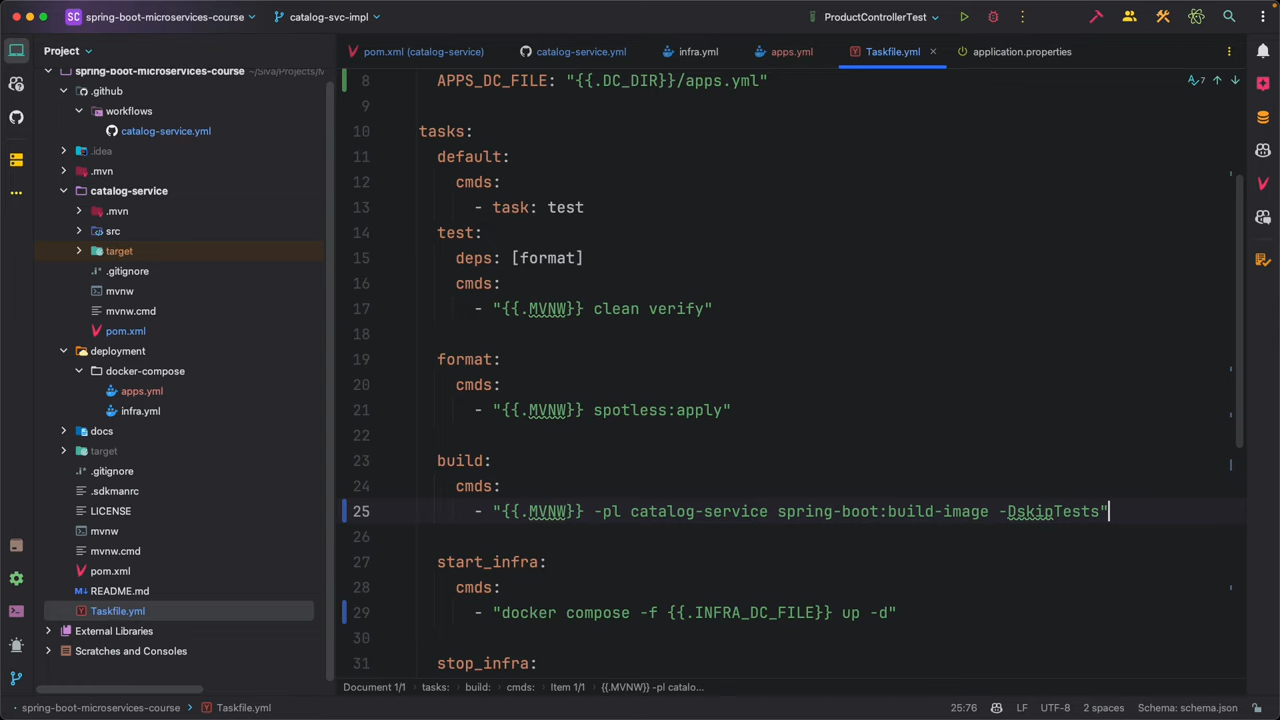 SC spring-boot-microservices-course catalog-svc-impl ProductControllerTest
Project
pom.xml (catalog-service) catalog-service.yml infra.yml apps.yml Taskfile.yml application.properties
spring-boot-microservices-course ~/Siva/Projects/M
.github
workflows
catalog-service.yml
.idea
.mvn
catalog-service
.mvn
src
target
.gitignore
mvnw
mvnw.cmd
pom.xml
deployment
docker-compose
apps.yml
infra.yml
docs
target
.gitignore
.sdkmanrc
LICENSE
mvnw
mvnw.cmd
pom.xml
README.md
Taskfile.yml
External Libraries
Scratches and Consoles
8 APPS_DC_FILE: "{{.DC_DIR}}/apps.yml"
7
9
10 tasks:
11 default:
12 cmds:
13 - task: test
14 test:
15 deps: [format]
16 cmds:
17 - "{{.MVNW}} clean verify"
18
19 format:
20 cmds:
21 - "{{.MVNW}} spotless:apply"
22
23 build:
24 cmds:
25 - "{{.MVNW}} -pl catalog-service spring-boot:build-image -DskipTests"
26
27 start_infra:
28 cmds:
29 - "docker compose -f {{.INFRA_DC_FILE}} up -d"
30
31 stop_infra:
Document 1/1 tasks: build: cmds: Item 1/1 {{.MVNW}} -pl catalo...
spring-boot-microservices-course Taskfile.yml 25:76 LF UTF-8 2 spaces Schema: schema.json